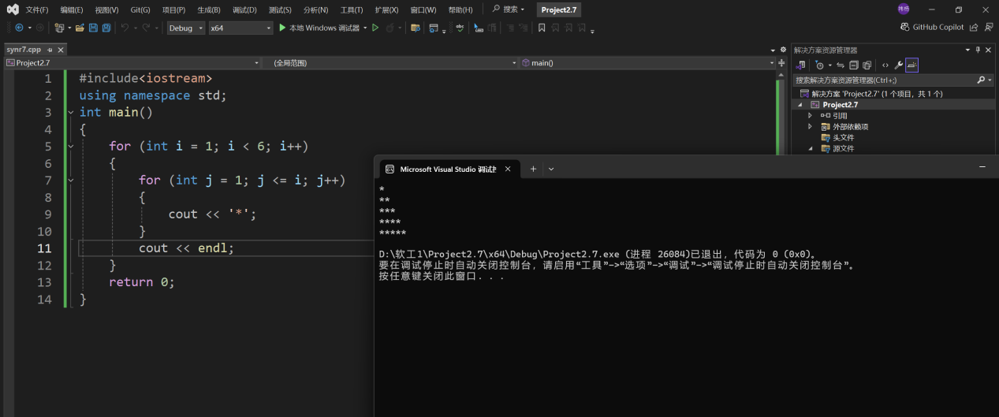 文件(F) 编辑(E) 视图(V) Git(G) 项目(P) 生成(B) 调试(D) 测试(S) 分析(N) 工具(T) 扩展(X) 窗口(W) 帮助(H) 搜索 Project2.7
Debug x64 本地 Windows 调试器 GitHub Copilot
synr7.cpp
Project2.7 (全局范围) main()
解决方案资源管理器
搜索解决方案资源管理器(Ctrl+;)
解决方案 'Project2.7' (1 个项目，共 1 个)
Project2.7
引用
外部依赖项
头文件
源文件
1 #include<iostream>
2 using namespace std;
3 int main()
4 {
5 for (int i = 1; i < 6; i++)
6 {
7 for (int j = 1; j <= i; j++)
8 {
9 cout << '*';
10 }
11 cout << endl;
12 }
13 return 0;
14 }
Microsoft Visual Studio 调试
*
**
***
****
*****
D:\软工1\Project2.7\x64\Debug\Project2.7.exe (进程 26084)已退出，代码为 0 (0x0)。
要在调试停止时自动关闭控制台，请启用“工具”->“选项”->“调试”->“调试停止时自动关闭控制台”。
按任意键关闭此窗口. . .